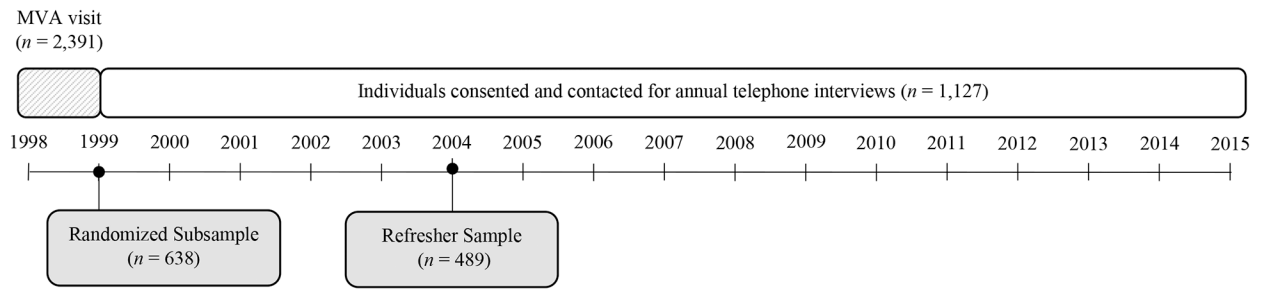 MVA visit
(n = 2,391)
Individuals consented and contacted for annual telephone interviews (n = 1,127)
1998 1999 2000 2001 2002 2003 2004 2005 2006 2007 2008 2009 2010 2011 2012 2013 2014 2015
Randomized Subsample
(n = 638)
Refresher Sample
(n = 489)